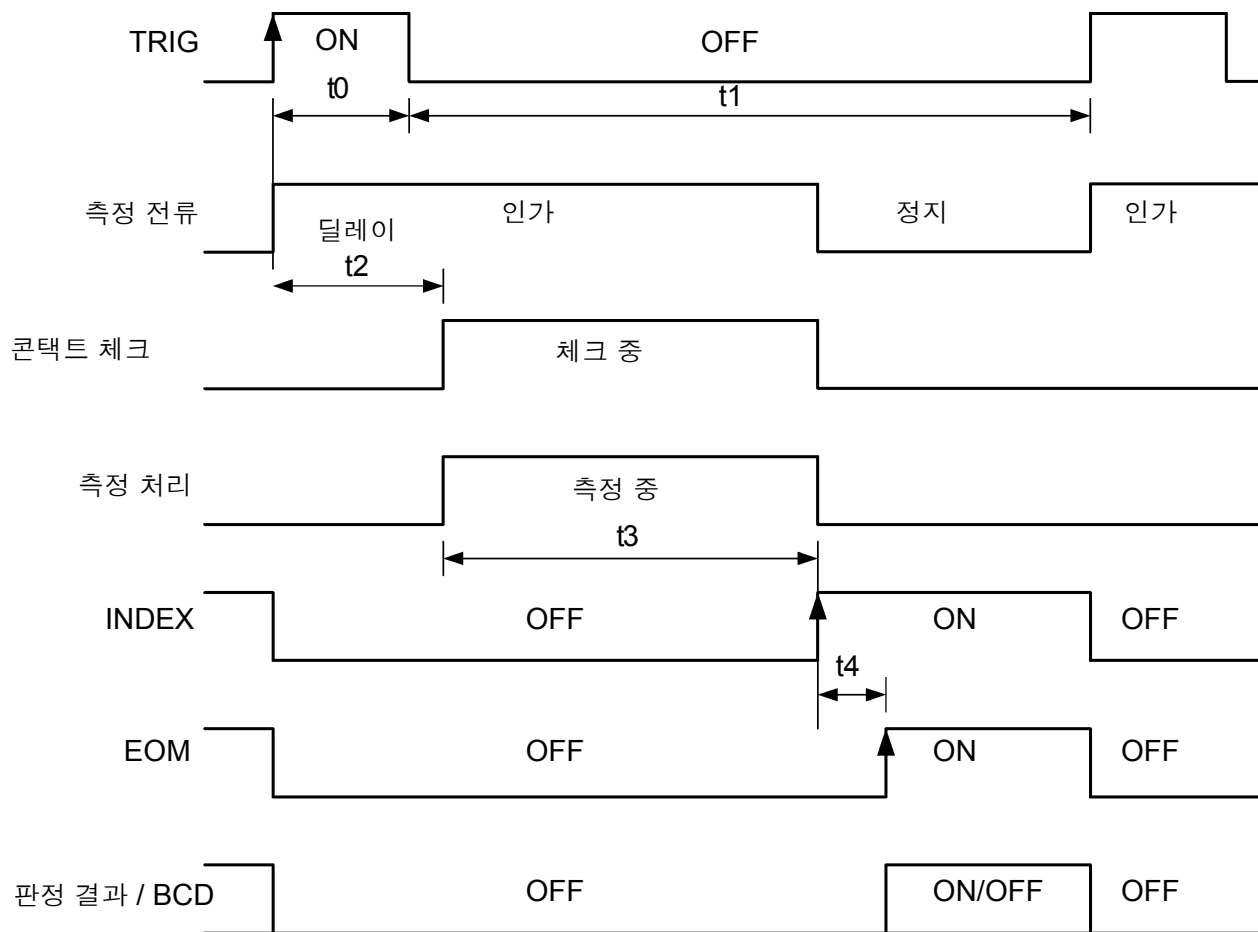 TRIG ON OFF
t0 t1
측정 전류 인가 정지 인가
딜레이
t2
콘택트 체크 체크 중
측정 처리 측정 중
t3
INDEX OFF ON OFF
t4
EOM OFF ON OFF
판정 결과 / BCD OFF ON/OFF OFF